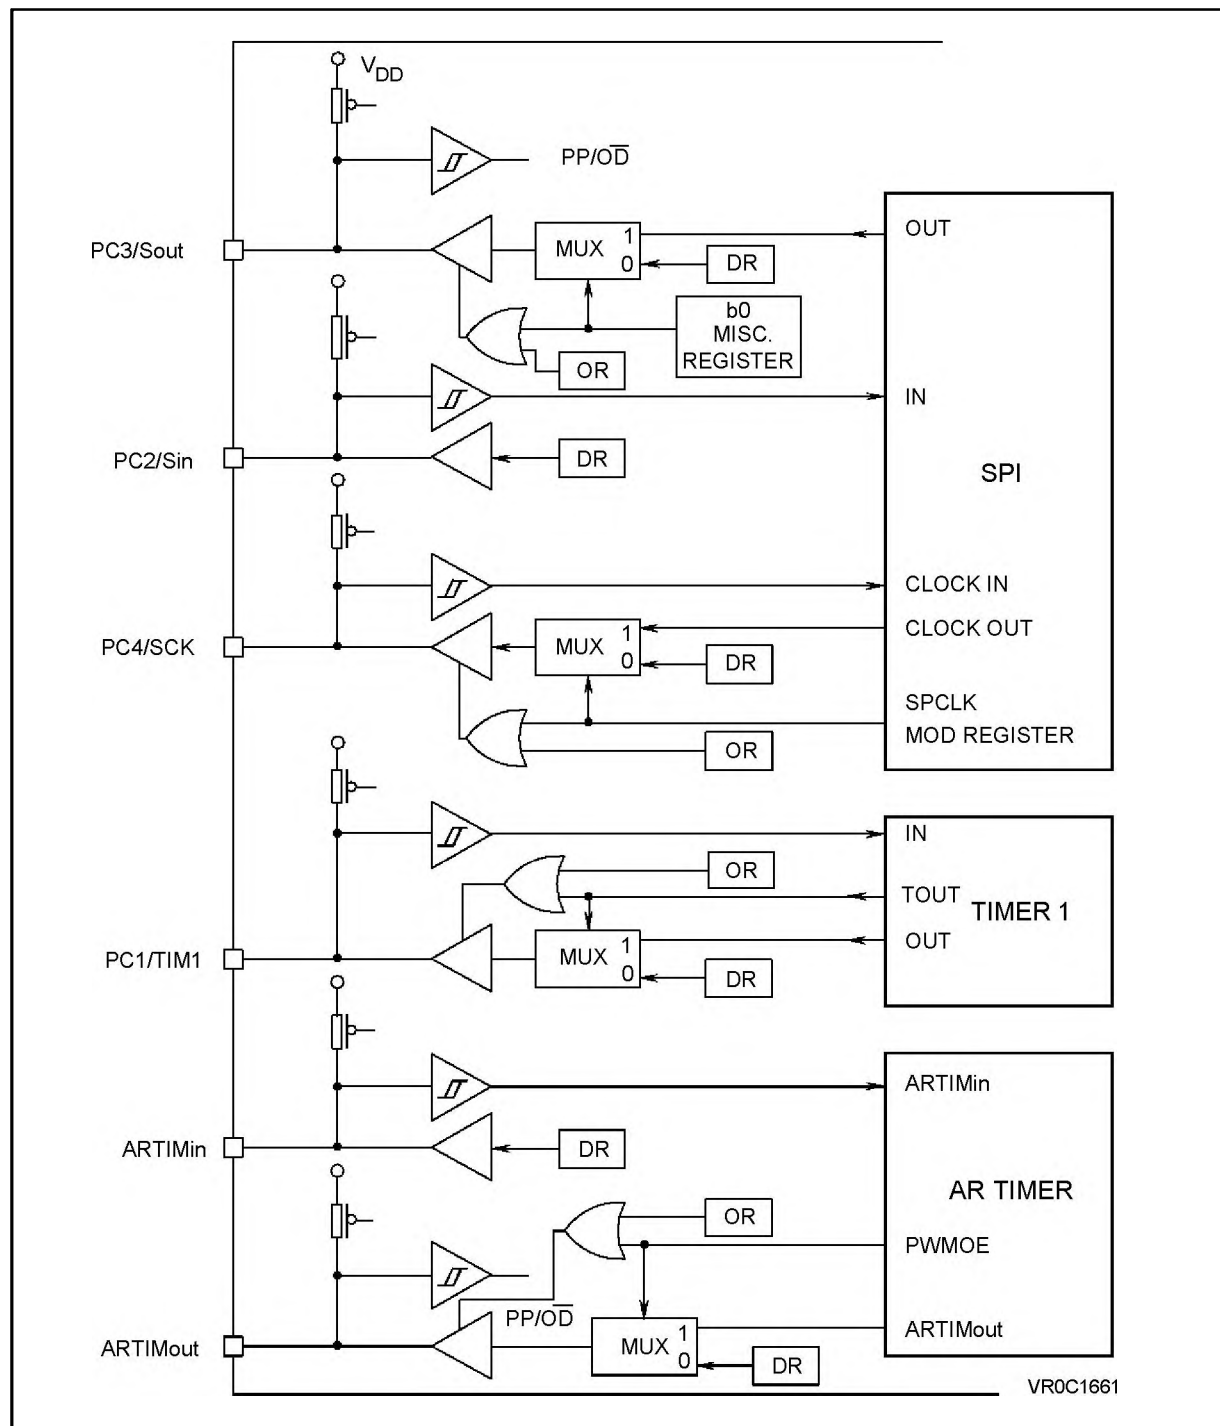 VDD
PP/OD
PC3/Sout
MUX 1 0
DR
OUT
b0
MISC.
REGISTER
OR
IN
PC2/Sin
DR
SPI
CLOCK IN
PC4/SCK
MUX 1 0
CLOCK OUT
DR
SPCLK
MOD REGISTER
OR
IN
OR
TOUT
TIMER 1
PC1/TIM1
MUX 1 0
OUT
DR
ARTIMin
ARTIMin
DR
AR TIMER
OR
PWMOE
PP/OD
ARTIMout
MUX 1 0
ARTIMout
DR
VR0C1661